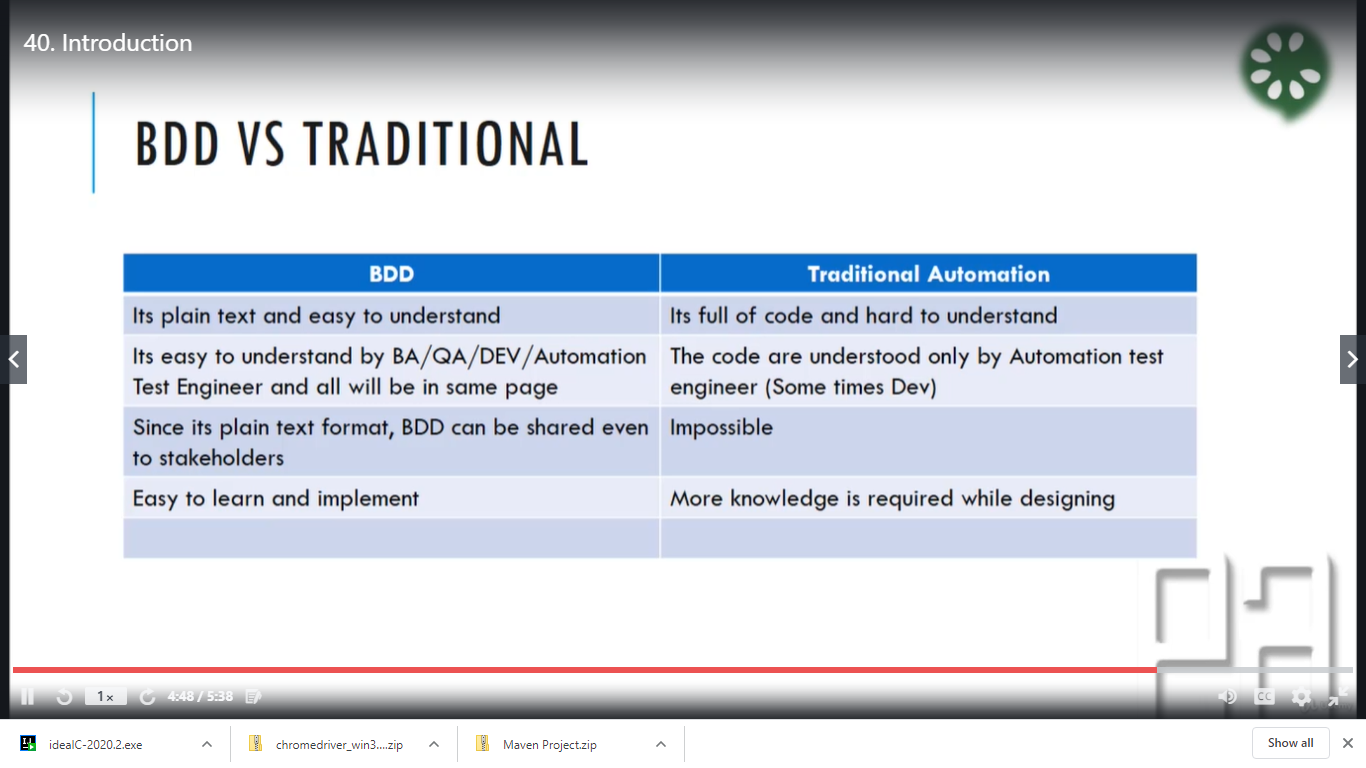 40. Introduction
BDD VS TRADITIONAL
BDD
Traditional Automation
Its plain text and easy to understand
Its full of code and hard to understand
Its easy to understand by BA/QA/DEV/Automation
Test Engineer and all will be in same page
The code are understood only by Automation test
engineer (Some times Dev)
Since its plain text format, BDD can be shared even
to stakeholders
Impossible
Easy to learn and implement
More knowledge is required while designing
1x
4:48 / 5:38
CC
ideaIC-2020.2.exe
chromedriver_win3....zip
Maven Project.zip
Show all